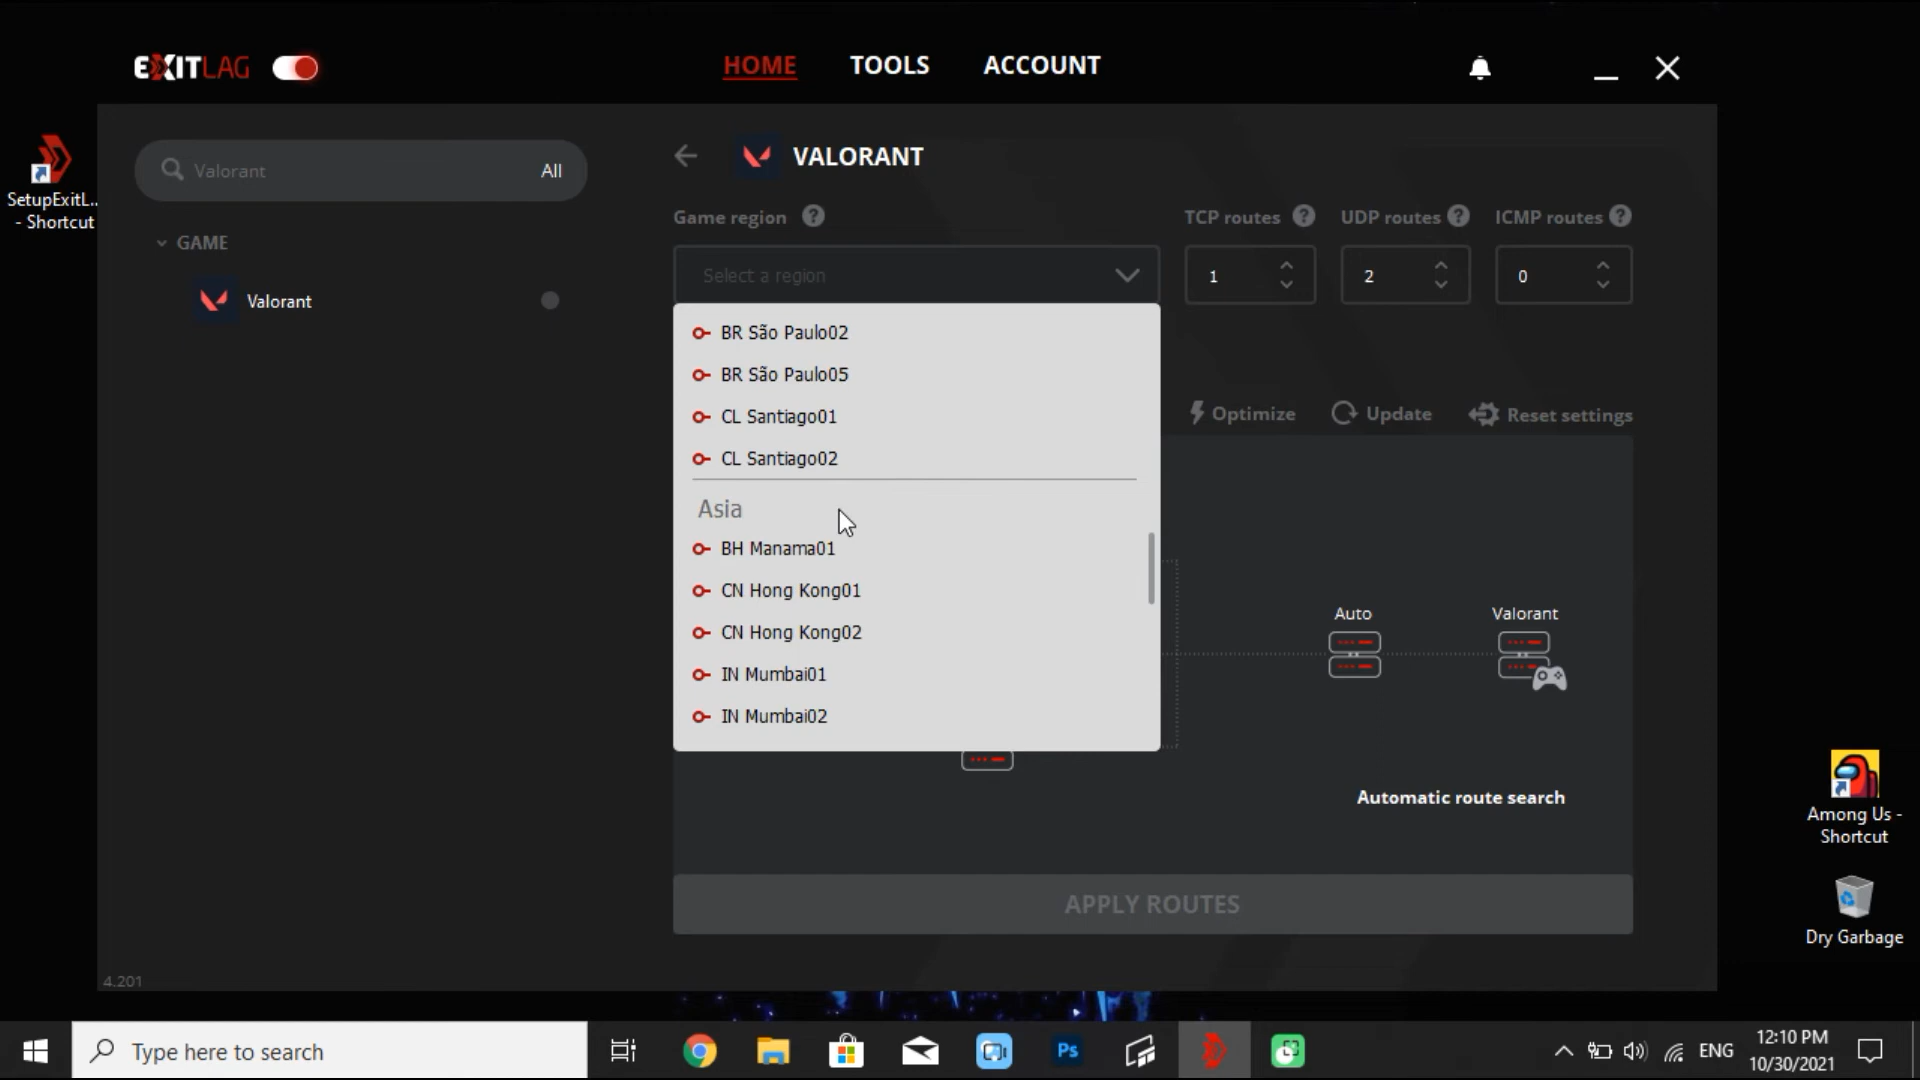 EXITLAG
HOME
TOOLS
ACCOUNT
SetupExitL..
- Shortcut
Valorant
All
GAME
Valorant
VALORANT
Game region
TCP routes
UDP routes
ICMP routes
Select a region
1
2
0
BR São Paulo02
BR São Paulo05
CL Santiago01
CL Santiago02
Asia
BH Manama01
CN Hong Kong01
CN Hong Kong02
IN Mumbai01
IN Mumbai02
Optimize
Update
Reset settings
Auto
Valorant
Automatic route search
APPLY ROUTES
4.201
Among Us -
Shortcut
Dry Garbage
Type here to search
Ps
ENG
12:10 PM
10/30/2021